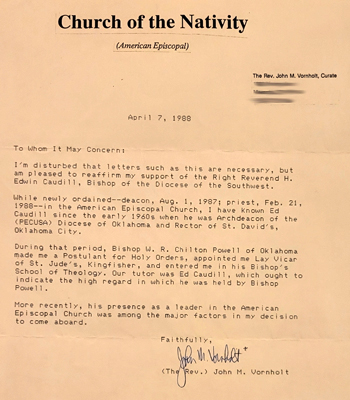 Church of the Nativity
(American Episcopal)
The Rev. John M. Vornholt, Curate
April 7, 1988
To Whom It May Concern:
I'm disturbed that letters such as this are necessary, but
am pleased to reaffirm my support of the Right Reverend H.
Edwin Caudill, Bishop of the Diocese of the Southwest.
While newly ordained--deacon, Aug. 1, 1987; priest, Feb. 21,
1988--in the American Episcopal Church, I have known Ed
Caudill since the early 1960s when he was Archdeacon of the
(PECUSA) Diocese of Oklahoma and Rector of St. David's,
Oklahoma City.
During that period, Bishop W. R. Chilton Powell of Oklahoma
made me a Postulant for Holy Orders, appointed me Lay Vicar
of St. Jude's, Kingfisher, and entered me in his Bishop's
School of Theology. Our tutor was Ed Caudill, which ought to
indicate the high regard in which he was held by Bishop
Powell.
More recently, his presence as a leader in the American
Episcopal Church was among the major factors in my decision
to come aboard.
Faithfully,
John M. Vornholt +
(The Rev.) John M. Vornholt